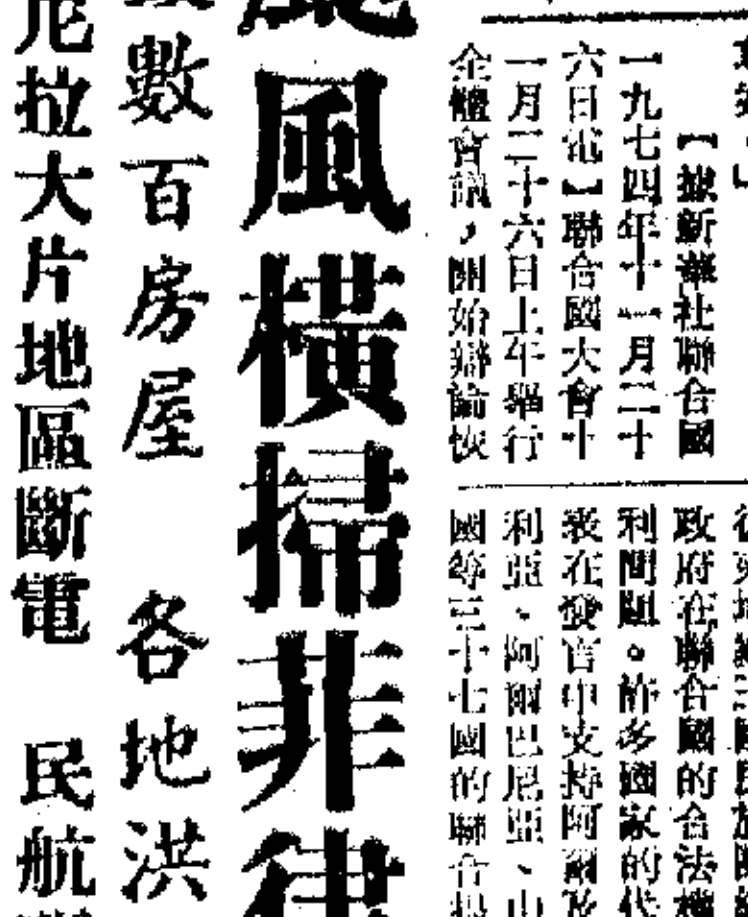 【據新華社聯合國
一九七四年十一月二十
六日電】聯合國大會十
一月二十六日上午舉行
全體會議，開始辯論恢
政府在聯合國的合法權
利問題。許多國家的代
表在發言中支持阿爾及
利亞、阿爾巴尼亞、山
國等三十七國的聯合提
颱風橫掃菲律
數百房屋 各地洪
尼拉大片地區斷電 民航